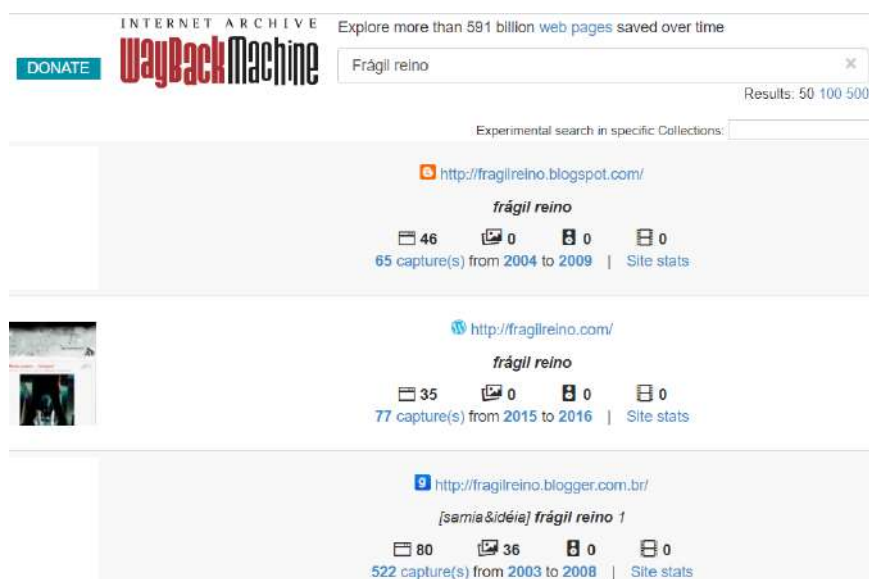 INTERNET ARCHIVE
WayBackMachine
DONATE
Explore more than 591 billion web pages saved over time
Frágil reino ×
Results: 50 100 500
Experimental search in specific Collections:
http://fragilreino.blogspot.com/
frágil reino
46 0 0 0
65 capture(s) from 2004 to 2009 | Site stats
http://fragilreino.com/
frágil reino
35 0 0 0
77 capture(s) from 2015 to 2016 | Site stats
http://fragilreino.blogger.com.br/
[samia&idéia] frágil reino 1
80 36 0 0
522 capture(s) from 2003 to 2008 | Site stats